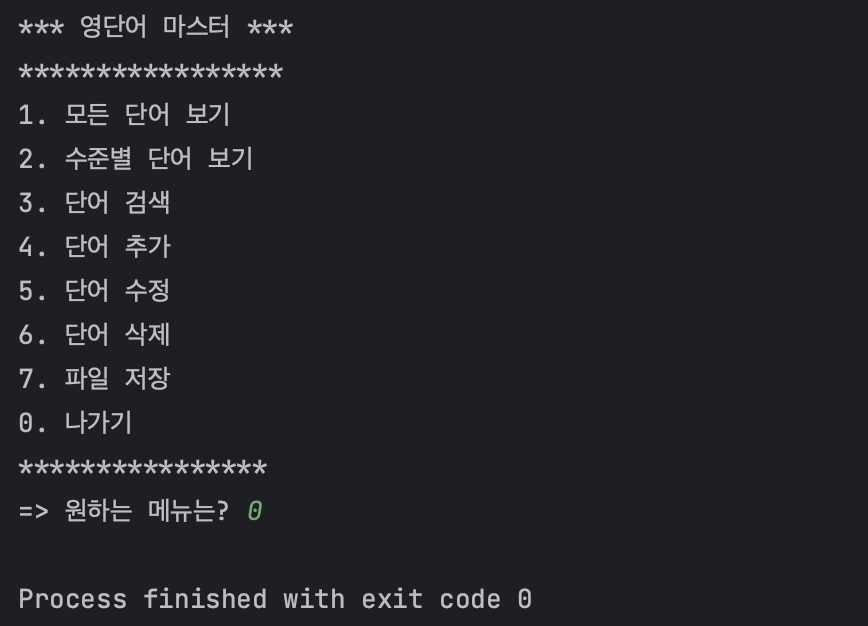 *** 영단어 마스터 ***
*****************
1. 모든 단어 보기
2. 수준별 단어 보기
3. 단어 검색
4. 단어 추가
5. 단어 수정
6. 단어 삭제
7. 파일 저장
0. 나가기
****************
=> 원하는 메뉴는? 0
Process finished with exit code 0